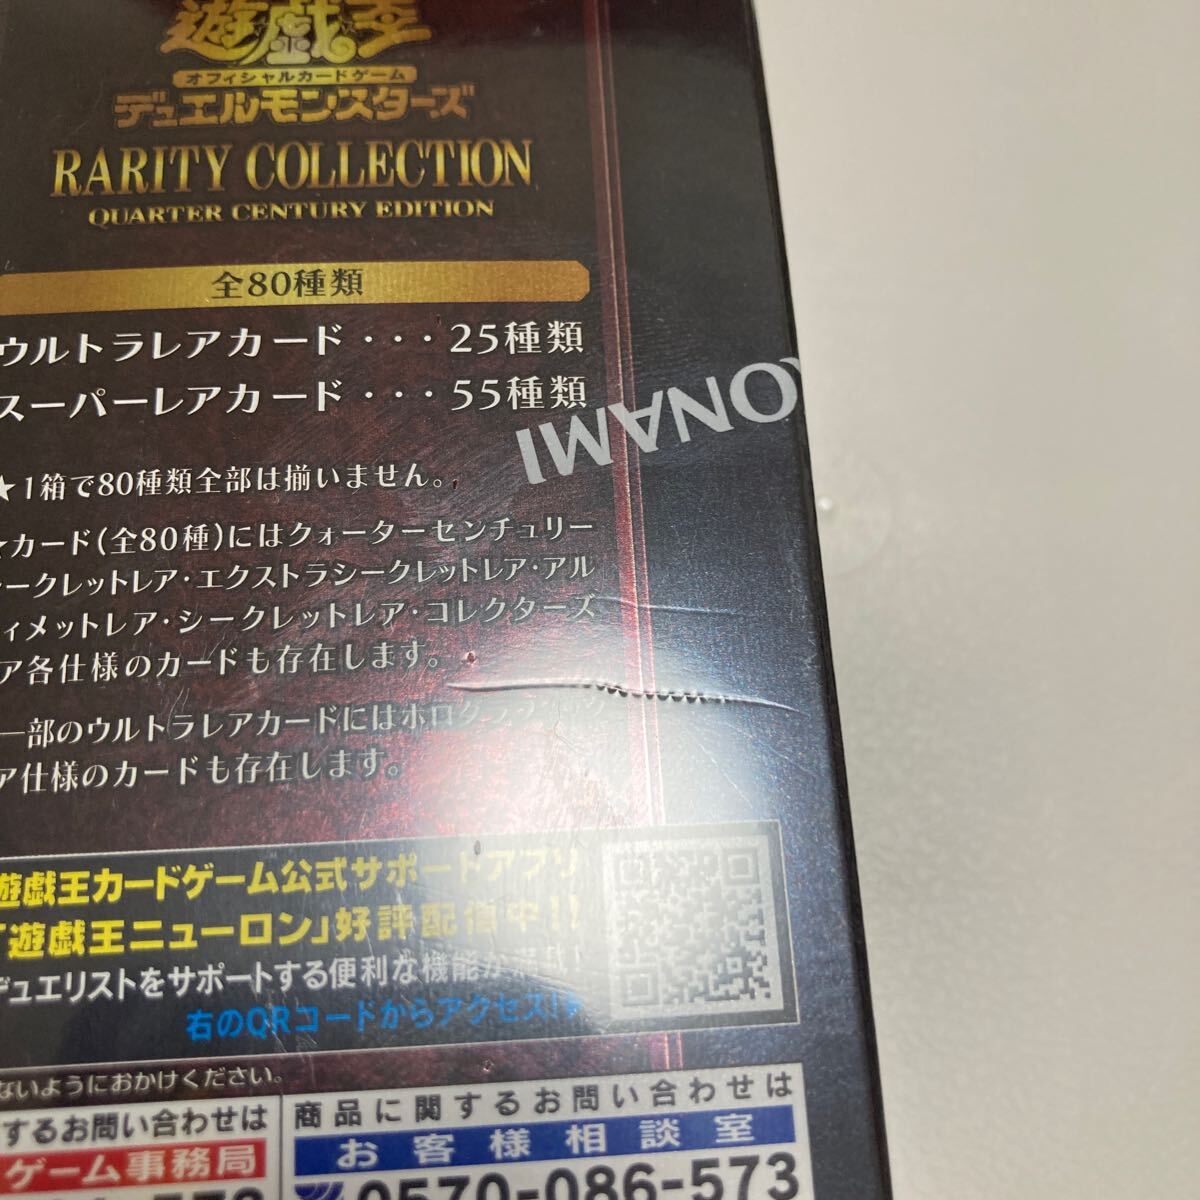 遊戯王
オフィシャルカードゲーム
デュエルモンスターズ
RARITY COLLECTION
QUARTER CENTURY EDITION
全80種類
ウルトラレアカード・・・25種類
スーパーレアカード・・・55種類
KONAMI
★1箱で80種類全部は揃いません。
★カード(全80種)にはクォーターセンチュリー
シークレットレア・エクストラシークレットレア・アル
ィメットレア・シークレットレア・コレクターズ
ア各仕様のカードも存在します。
一部のウルトラレアカードにはホログラフィック
ア仕様のカードも存在します。
遊戯王カードゲーム公式サポートアプリ
「遊戯王ニューロン」好評配信中!!
デュエリストをサポートする便利な機能が満載!
右のQRコードからアクセス!
ないようにおかけください。
するお問い合わせは
ゲーム事務局
商品に関するお問い合わせは
お客様相談室
0570-086-573